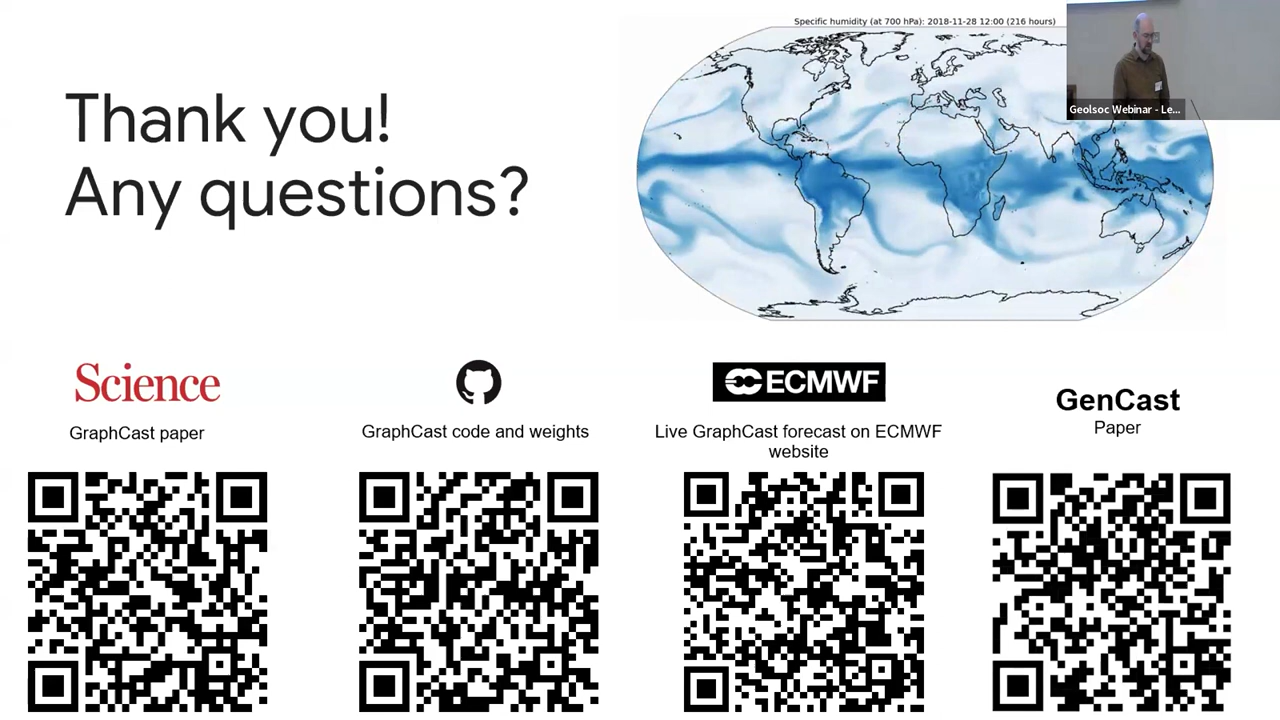 Specific humidity (at 700 hPa): 2018-11-28 12:00 (216 hours)
Geolsoc Webinar - Le...
Thank you!
Any questions?
Science
GraphCast paper
GraphCast code and weights
ECMWF
Live GraphCast forecast on ECMWF
website
GenCast
Paper